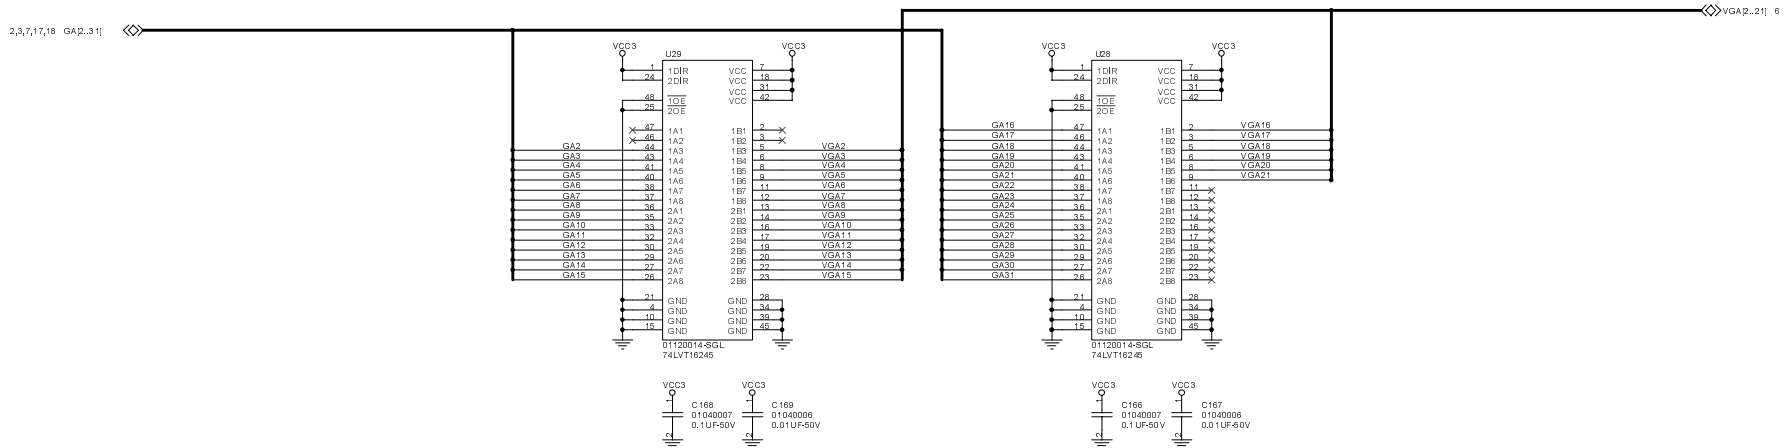 VGA[2..21] 6
2,3,7,17,18 GA[2..31]
VCC3 U29 VCC3
1 1DIR VCC 7
24 2DIR VCC 18
VCC 31
48 1OE VCC 42
25 2OE
47 1A1 1B1 2
46 1A2 1B2 3
GA2 44 1A3 1B3 5 VGA2
GA3 43 1A4 1B4 6 VGA3
GA4 41 1A5 1B5 8 VGA4
GA5 40 1A6 1B6 9 VGA5
GA6 38 1A7 1B7 11 VGA6
GA7 37 1A8 1B8 12 VGA7
GA8 36 2A1 2B1 13 VGA8
GA9 35 2A2 2B2 14 VGA9
GA10 33 2A3 2B3 16 VGA10
GA11 32 2A4 2B4 17 VGA11
GA12 30 2A5 2B5 19 VGA12
GA13 29 2A6 2B6 20 VGA13
GA14 27 2A7 2B7 22 VGA14
GA15 26 2A8 2B8 23 VGA15
21 GND GND 28
4 GND GND 34
10 GND GND 39
15 GND GND 45
01120014-SGL
74LVT16245
VCC3 U28 VCC3
1 1DIR VCC 7
24 2DIR VCC 18
VCC 31
48 1OE VCC 42
25 2OE
GA16 47 1A1 1B1 2 VGA16
GA17 46 1A2 1B2 3 VGA17
GA18 44 1A3 1B3 5 VGA18
GA19 43 1A4 1B4 6 VGA19
GA20 41 1A5 1B5 8 VGA20
GA21 40 1A6 1B6 9 VGA21
GA22 38 1A7 1B7 11
GA23 37 1A8 1B8 12
GA24 36 2A1 2B1 13
GA25 35 2A2 2B2 14
GA26 33 2A3 2B3 16
GA27 32 2A4 2B4 17
GA28 30 2A5 2B5 19
GA29 29 2A6 2B6 20
GA30 27 2A7 2B7 22
GA31 26 2A8 2B8 23
21 GND GND 28
4 GND GND 34
10 GND GND 39
15 GND GND 45
01120014-SGL
74LVT16245
VCC3
1
C168
01040007
0.1UF-50V
2
VCC3
1
C169
01040006
0.01UF-50V
2
VCC3
1
C166
01040007
0.1UF-50V
2
VCC3
1
C167
01040006
0.01UF-50V
2